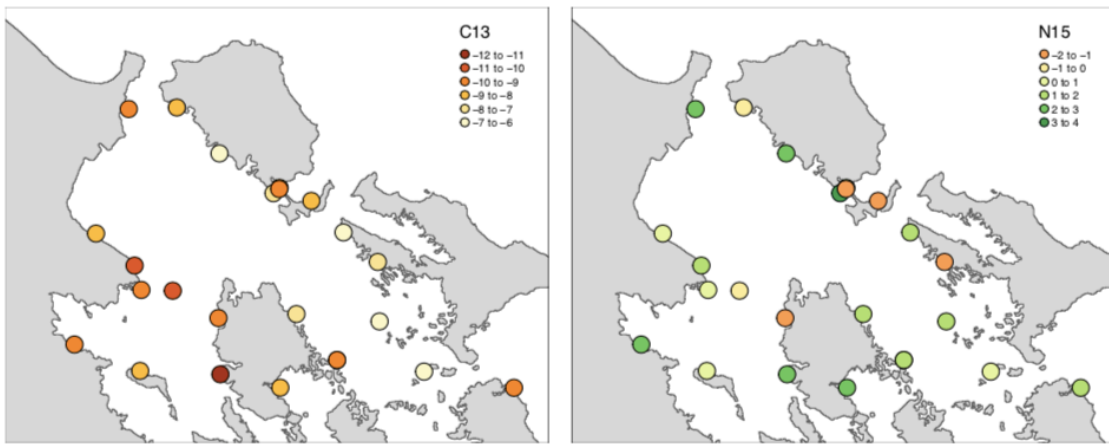 C13
−12 to −11
−11 to −10
−10 to −9
−9 to −8
−8 to −7
−7 to −6
N15
−2 to −1
−1 to 0
0 to 1
1 to 2
2 to 3
3 to 4